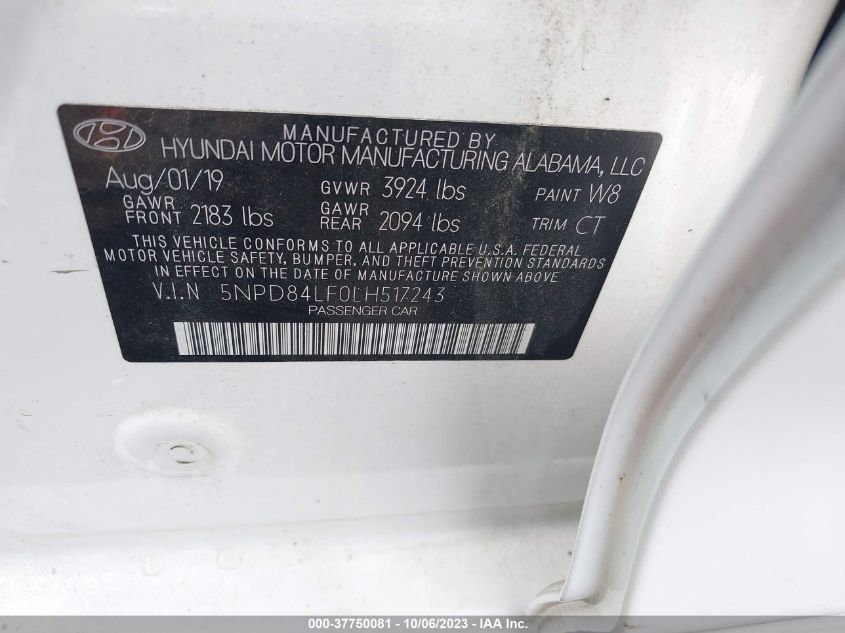 MANUFACTURED BY
HYUNDAI MOTOR MANUFACTURING ALABAMA, LLC
Aug/01/19 GVWR 3924 lbs PAINT W8
GAWR FRONT 2183 lbs GAWR REAR 2094 lbs TRIM CT
THIS VEHICLE CONFORMS TO ALL APPLICABLE U.S.A. FEDERAL
MOTOR VEHICLE SAFETY, BUMPER, AND THEFT PREVENTION STANDARDS
IN EFFECT ON THE DATE OF MANUFACTURE SHOWN ABOVE
V.I.N 5NPD84LF0LH517243
PASSENGER CAR
000-37750081 - 10/06/2023 - IAA Inc.